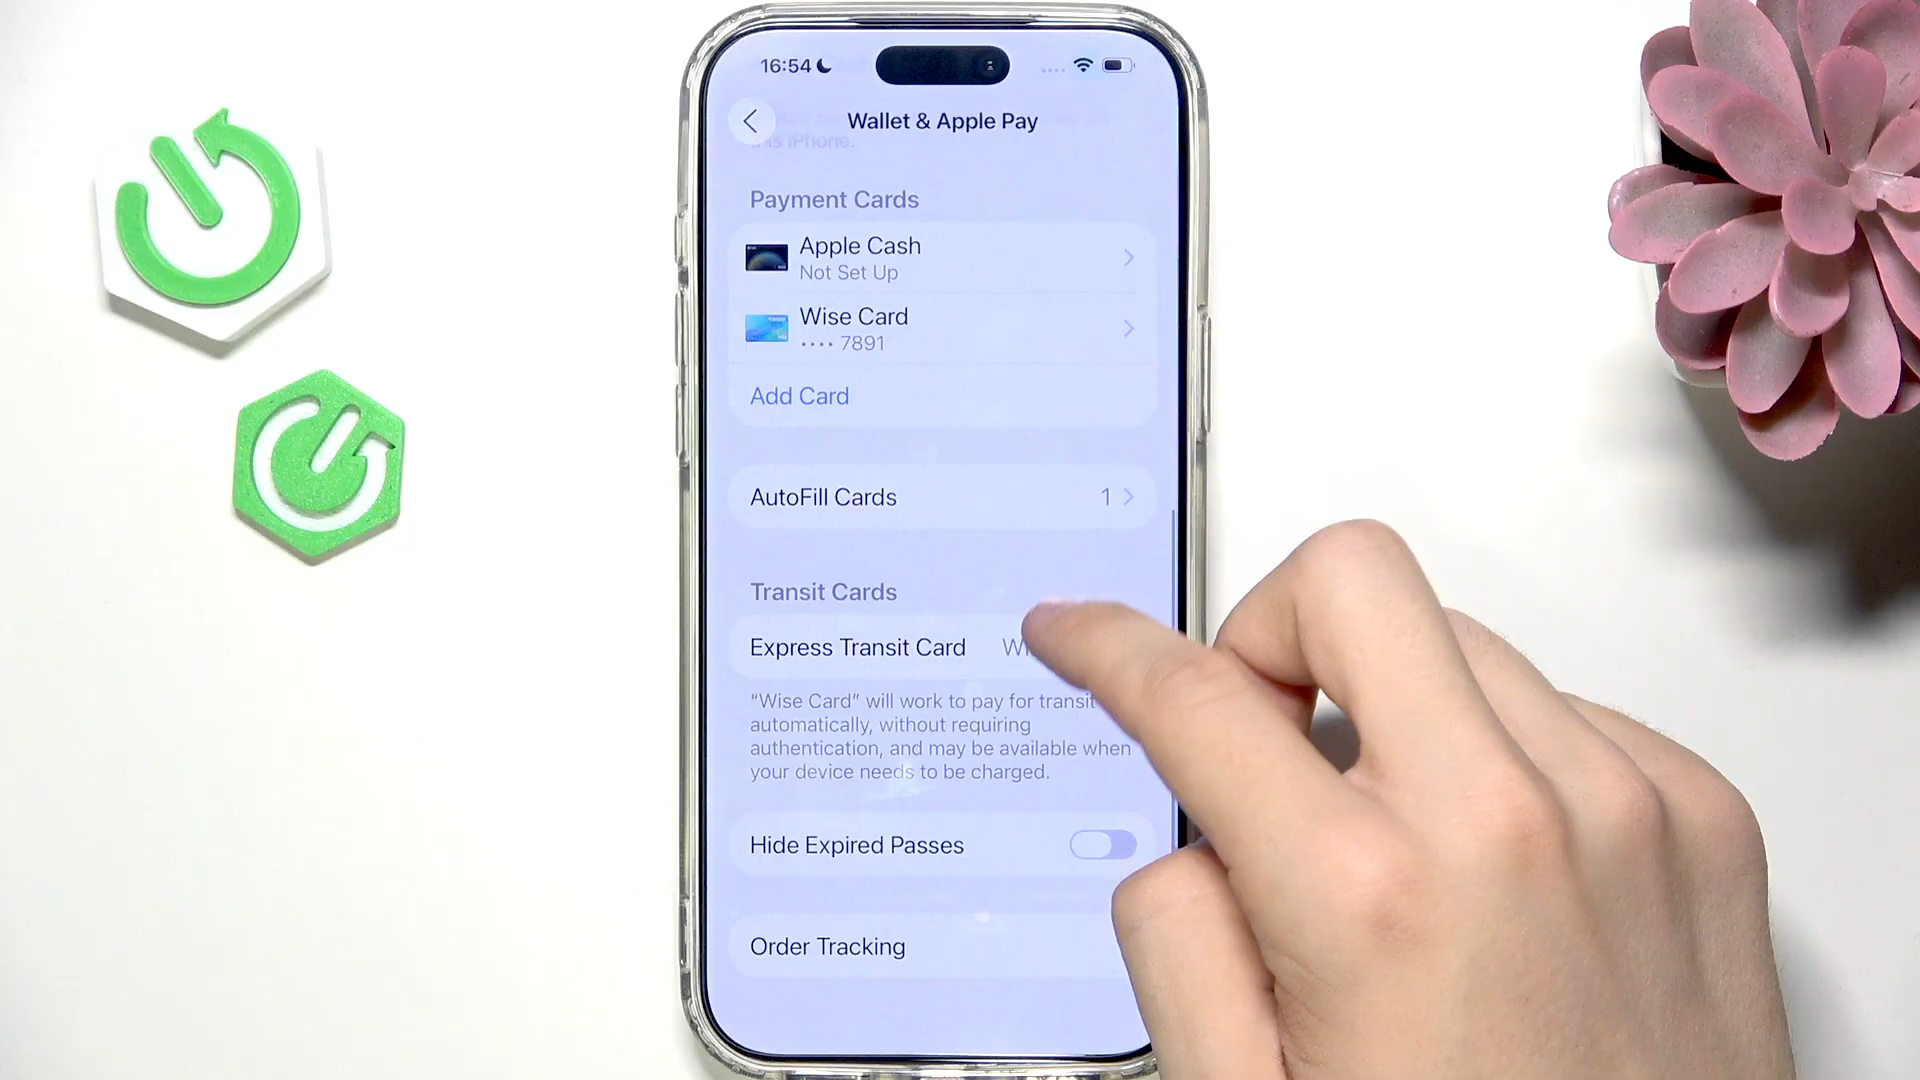 16:54
Wallet & Apple Pay
this iPhone.
Payment Cards
Apple Cash
Not Set Up
Wise Card
•••• 7891
Add Card
AutoFill Cards 1
Transit Cards
Express Transit Card
“Wise Card” will work to pay for transit
automatically, without requiring
authentication, and may be available when
your device needs to be charged.
Hide Expired Passes
Order Tracking